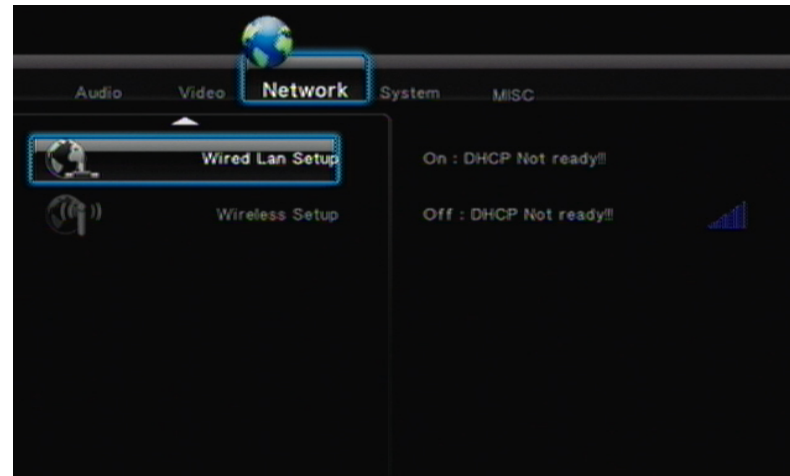 Audio Video Network System MISC
Wired Lan Setup On : DHCP Not ready!!!
Wireless Setup Off : DHCP Not ready!!!